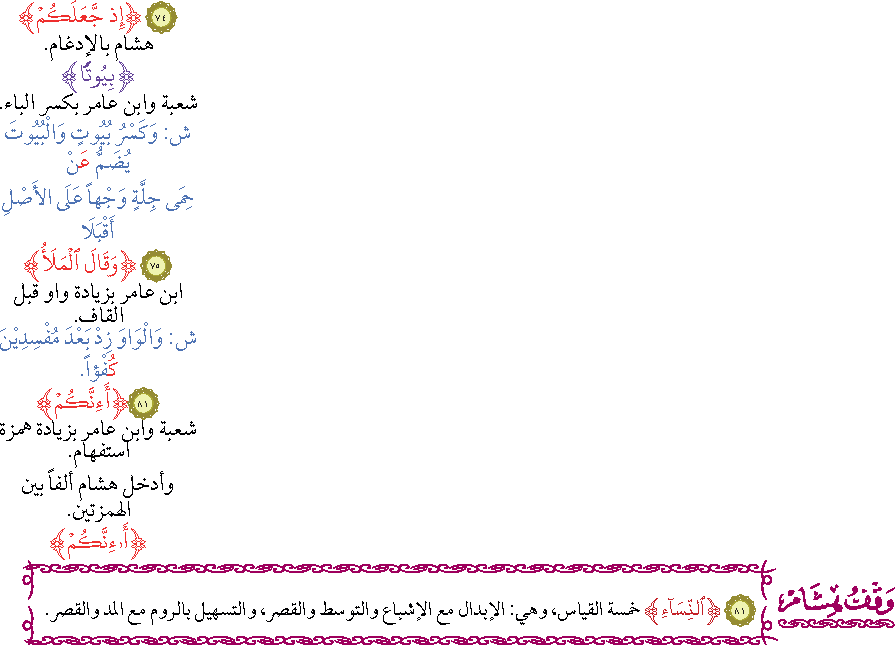 ٧٤ ﴿إِذ جَّعَلَكُمۡ﴾
هشام بالإدغام.
﴿بِيُوتٗا﴾
شعبة وابن عامر بكسر الباء.
ش: وَكَسْرُ بُيُوتٍ وَالْبُيُوتَ
يُضَمُّ عَنْ
حِمَى جِلَّةٍ وَجْهاً عَلَى الأَصْلِ
أَقْبَلَا
٧٥ ﴿وَقَالَ ٱلۡمَلَأُ﴾
ابن عامر بزيادة واو قبل
القاف.
ش: وَالْوَاوَ زِدْ بَعْدَ مُفْسِدِيْنَ
كُفْؤاً.
٨١ ﴿أَءِنَّكُمۡ﴾
شعبة وابن عامر بزيادة همزة
استفهام.
وأدخل هشام ألفاً بين
الهمزتين.
﴿أَ۰ءِنَّكُمۡ﴾
وَقْفُ هِشَامٍ
٨١ ﴿ٱلنِّسَآءِ﴾ خمسة القياس، وهي: الإبدال مع الإشباع والتوسط والقصر، والتسهيل بالروم مع المد والقصر.